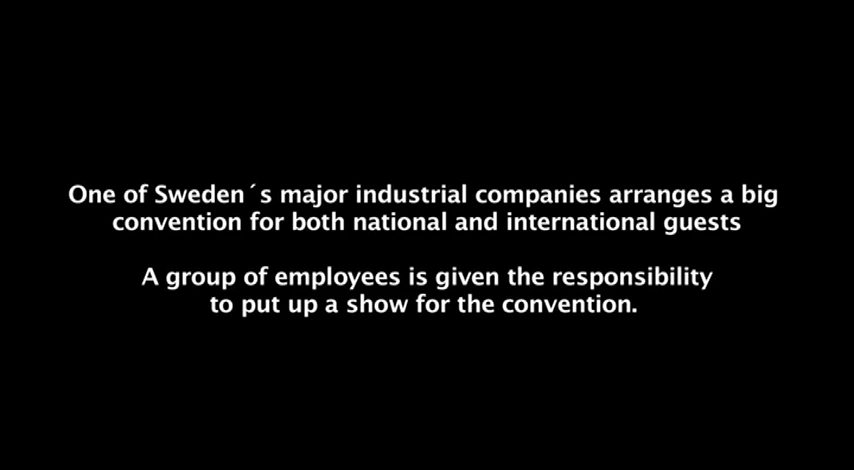 One of Sweden´s major industrial companies arranges a big
convention for both national and international guests
A group of employees is given the responsibility
to put up a show for the convention.